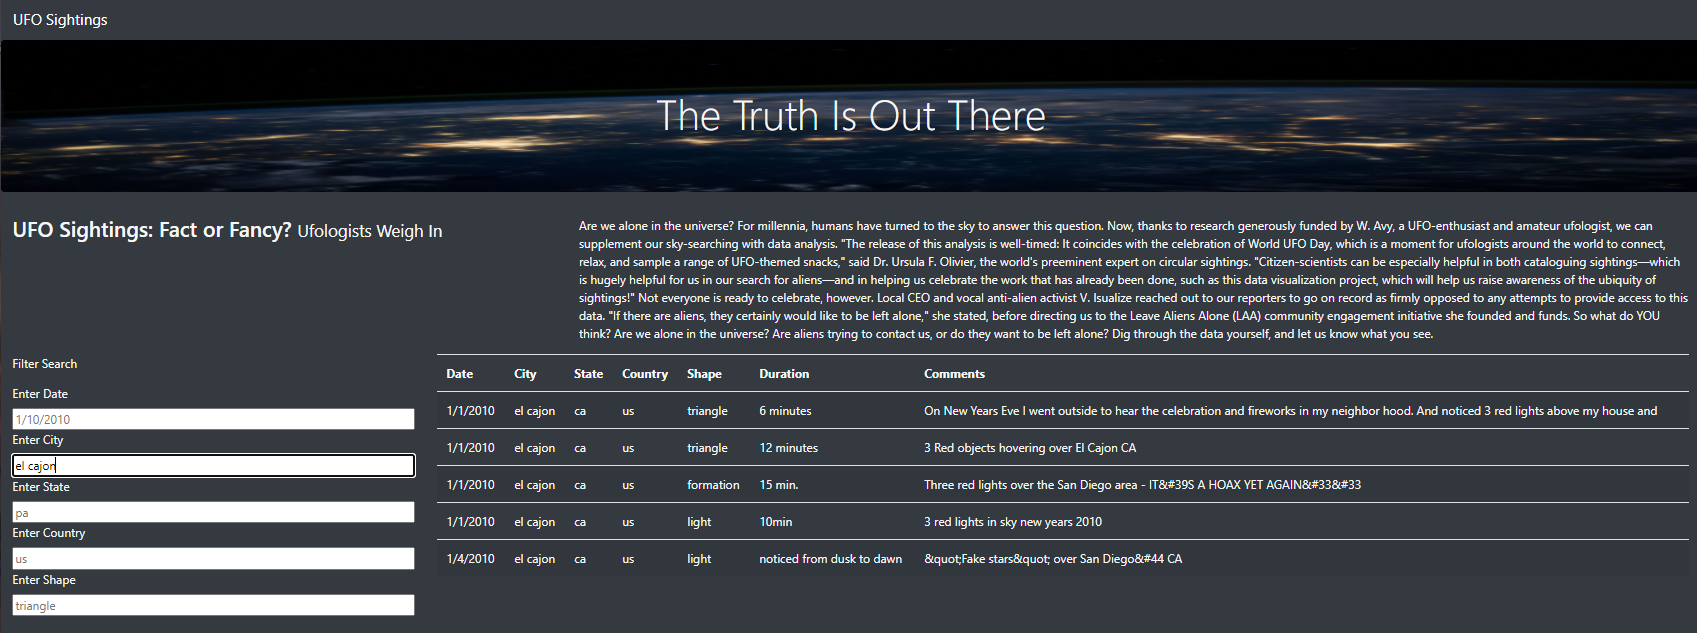 UFO Sightings
The Truth Is Out There
UFO Sightings: Fact or Fancy? Ufologists Weigh In
Are we alone in the universe? For millennia, humans have turned to the sky to answer this question. Now, thanks to research generously funded by W. Avy, a UFO-enthusiast and amateur ufologist, we can
supplement our sky-searching with data analysis. "The release of this analysis is well-timed: It coincides with the celebration of World UFO Day, which is a moment for ufologists around the world to connect,
relax, and sample a range of UFO-themed snacks," said Dr. Ursula F. Olivier, the world's preeminent expert on circular sightings. "Citizen-scientists can be especially helpful in both cataloguing sightings—which
is hugely helpful for us in our search for aliens—and in helping us celebrate the work that has already been done, such as this data visualization project, which will help us raise awareness of the ubiquity of
sightings!" Not everyone is ready to celebrate, however. Local CEO and vocal anti-alien activist V. Isualize reached out to our reporters to go on record as firmly opposed to any attempts to provide access to this
data. "If there are aliens, they certainly would like to be left alone," she stated, before directing us to the Leave Aliens Alone (LAA) community engagement initiative she founded and funds. So what do YOU
think? Are we alone in the universe? Are aliens trying to contact us, or do they want to be left alone? Dig through the data yourself, and let us know what you see.
Filter Search
Enter Date
1/10/2010
Enter City
el cajon
Enter State
pa
Enter Country
us
Enter Shape
triangle
Date City State Country Shape Duration Comments
1/1/2010 el cajon ca us triangle 6 minutes On New Years Eve I went outside to hear the celebration and fireworks in my neighbor hood. And noticed 3 red lights above my house and
1/1/2010 el cajon ca us triangle 12 minutes 3 Red objects hovering over El Cajon CA
1/1/2010 el cajon ca us formation 15 min. Three red lights over the San Diego area - IT&#39S A HOAX YET AGAIN&#33&#33
1/1/2010 el cajon ca us light 10min 3 red lights in sky new years 2010
1/4/2010 el cajon ca us light noticed from dusk to dawn &quot;Fake stars&quot; over San Diego&#44 CA